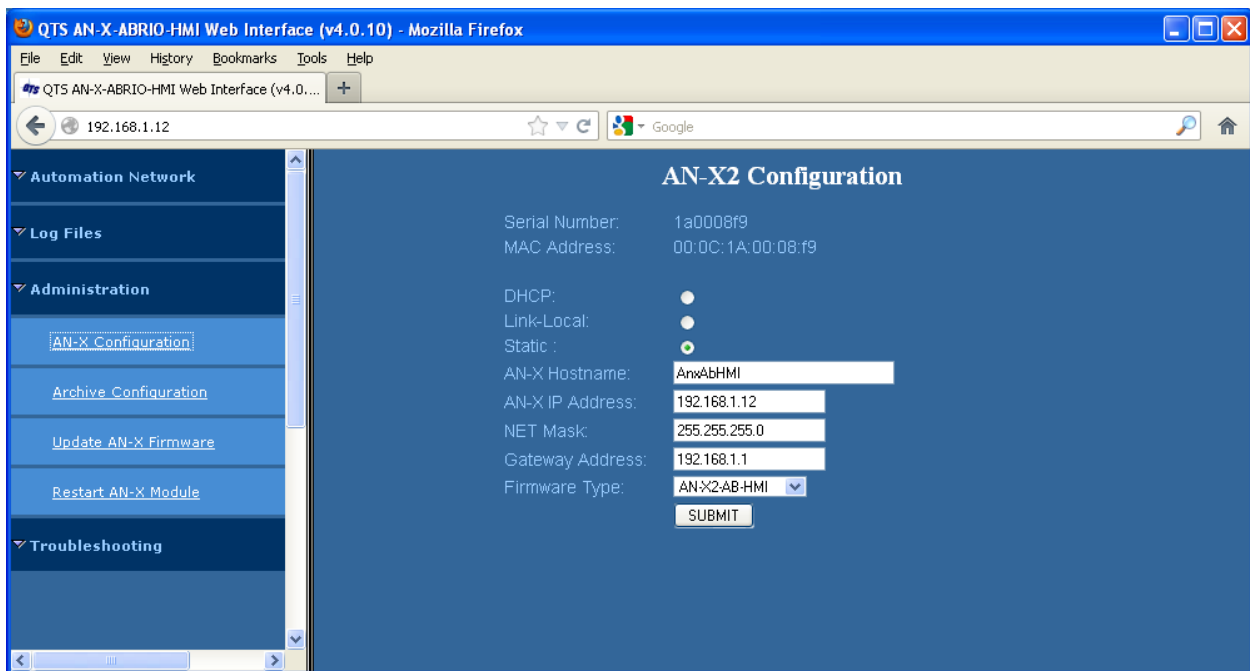 QTS AN-X-ABRIO-HMI Web Interface (v4.0.10) - Mozilla Firefox
File Edit View History Bookmarks Tools Help
QTS QTS AN-X-ABRIO-HMI Web Interface (v4.0.... +
192.168.1.12 Google
Automation Network
Log Files
Administration
AN-X Configuration
Archive Configuration
Update AN-X Firmware
Restart AN-X Module
Troubleshooting
AN-X2 Configuration
Serial Number: 1a0008f9
MAC Address: 00:0C:1A:00:08:f9
DHCP:
Link-Local:
Static :
AN-X Hostname: AnxAbHMI
AN-X IP Address: 192.168.1.12
NET Mask: 255.255.255.0
Gateway Address: 192.168.1.1
Firmware Type: AN-X2-AB-HMI
SUBMIT